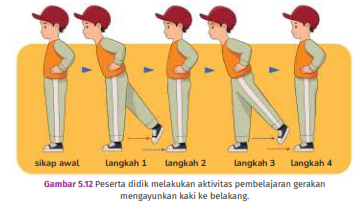 sikap awal langkah 1 langkah 2 langkah 3 langkah 4
Gambar 5.12 Peserta didik melakukan aktivitas pembelajaran gerakan
mengayunkan kaki ke belakang.